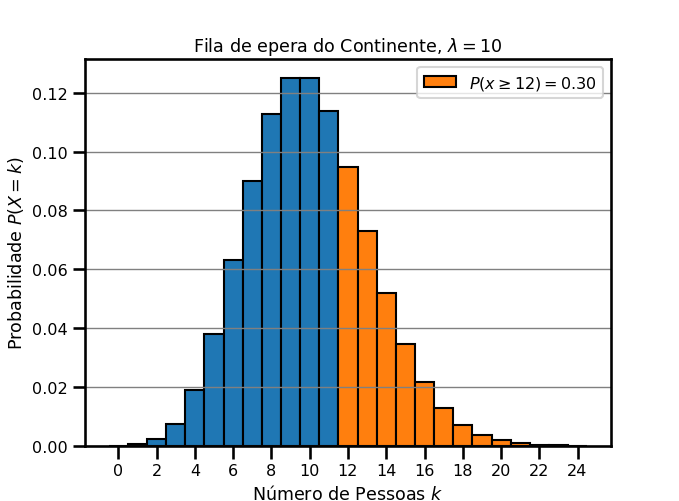 Fila de epera do Continente, λ = 10
P(x ≥ 12) = 0.30
Probabilidade P(X = k)
0.12
0.10
0.08
0.06
0.04
0.02
0.00
0 2 4 6 8 10 12 14 16 18 20 22 24
Número de Pessoas k